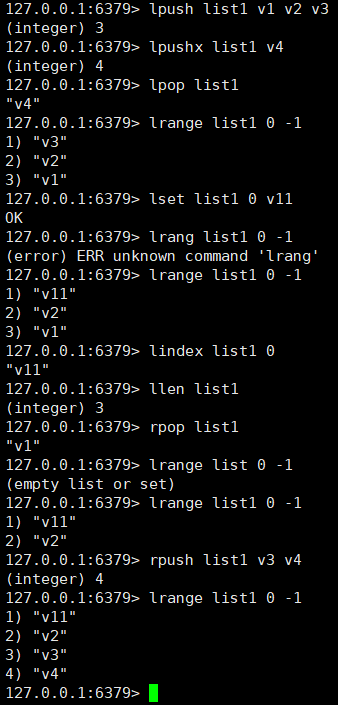 127.0.0.1:6379> lpush list1 v1 v2 v3
(integer) 3
127.0.0.1:6379> lpushx list1 v4
(integer) 4
127.0.0.1:6379> lpop list1
"v4"
127.0.0.1:6379> lrange list1 0 -1
1) "v3"
2) "v2"
3) "v1"
127.0.0.1:6379> lset list1 0 v11
OK
127.0.0.1:6379> lrang list1 0 -1
(error) ERR unknown command 'lrang'
127.0.0.1:6379> lrange list1 0 -1
1) "v11"
2) "v2"
3) "v1"
127.0.0.1:6379> lindex list1 0
"v11"
127.0.0.1:6379> llen list1
(integer) 3
127.0.0.1:6379> rpop list1
"v1"
127.0.0.1:6379> lrange list 0 -1
(empty list or set)
127.0.0.1:6379> lrange list1 0 -1
1) "v11"
2) "v2"
127.0.0.1:6379> rpush list1 v3 v4
(integer) 4
127.0.0.1:6379> lrange list1 0 -1
1) "v11"
2) "v2"
3) "v3"
4) "v4"
127.0.0.1:6379>